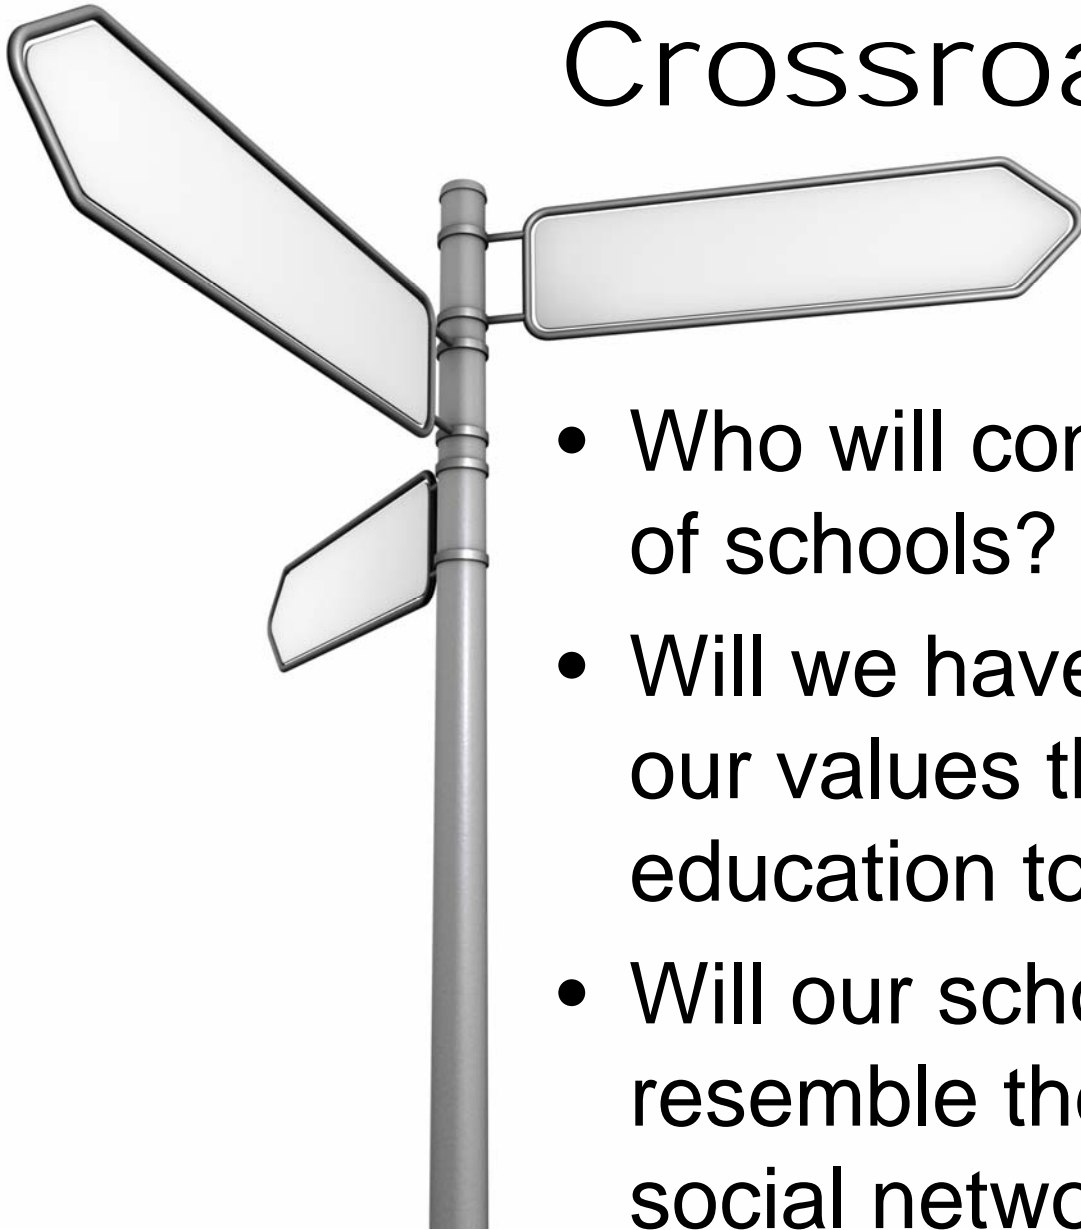 Crossroa
• Who will con
of schools?
• Will we have
our values th
education to
• Will our scho
resemble the
social netwo